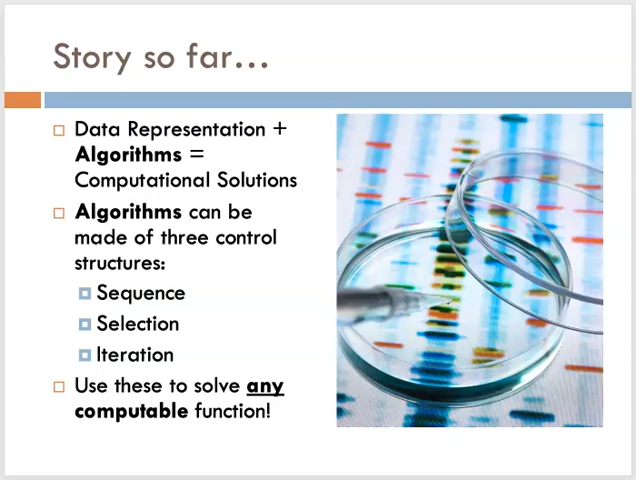 Story so far…
Data Representation +
Algorithms =
Computational Solutions
Algorithms can be
made of three control
structures:
Sequence
Selection
Iteration
Use these to solve any
computable function!